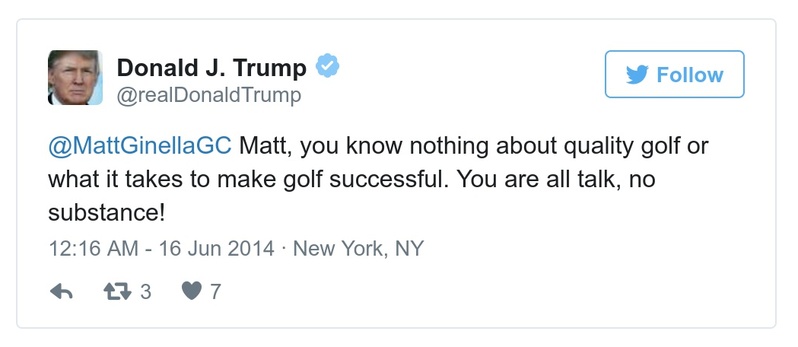 Donald J. Trump
@realDonaldTrump
Follow
@MattGinellaGC Matt, you know nothing about quality golf or
what it takes to make golf successful. You are all talk, no
substance!
12:16 AM - 16 Jun 2014 · New York, NY
3 7